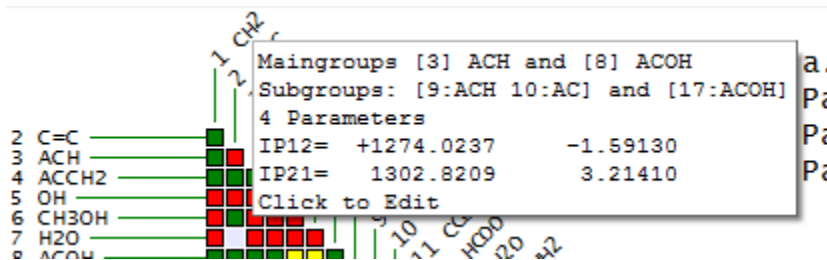 1 CH2
2
Maingroups [3] ACH and [8] ACOH
Subgroups: [9:ACH 10:AC] and [17:ACOH]
4 Parameters
IP12= +1274.0237 -1.59130
IP21= 1302.8209 3.21410
Click to Edit
a.
Pa
Pa
Pa
2 C=C
3 ACH
4 ACCH2
5 OH
6 CH3OH
7 H2O
8 ACOH
9
10
11